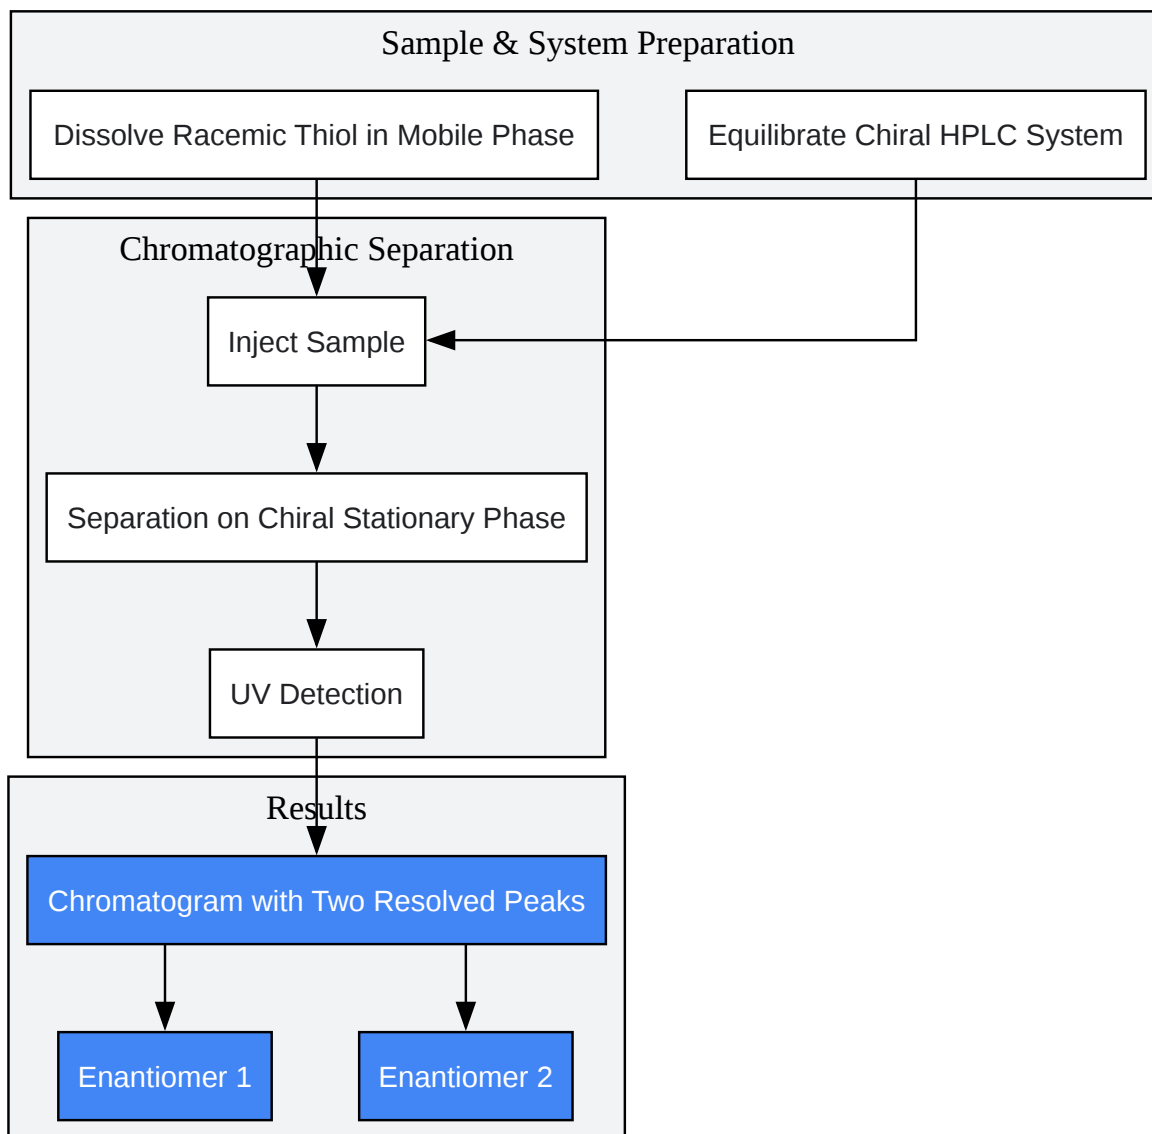 Sample & System Preparation
Dissolve Racemic Thiol in Mobile Phase
Equilibrate Chiral HPLC System
Chromatographic Separation
Inject Sample
Separation on Chiral Stationary Phase
UV Detection
Results
Chromatogram with Two Resolved Peaks
Enantiomer 1
Enantiomer 2